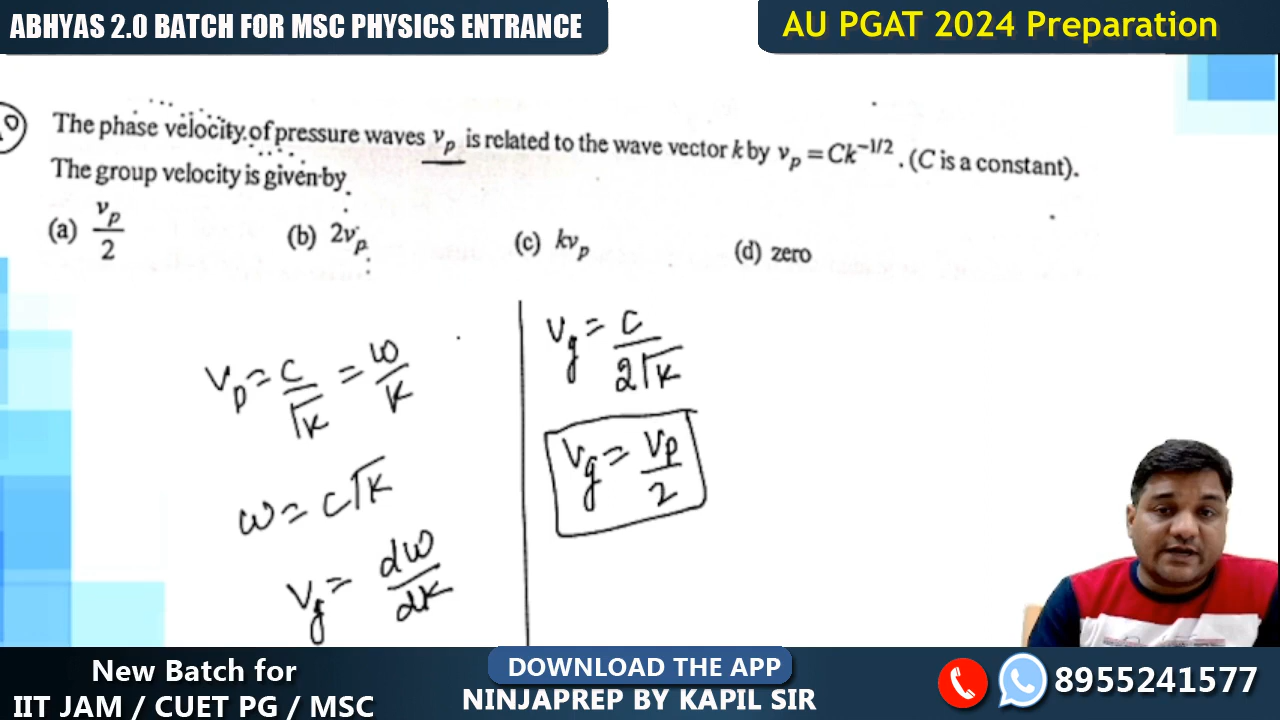 ABHYAS 2.0 BATCH FOR MSC PHYSICS ENTRANCE
AU PGAT 2024 Preparation
The phase velocity of pressure waves v_p is related to the wave vector k by v_p = Ck^{-1/2}. (C is a constant).
The group velocity is given by
(a) v_p/2 (b) 2v_p (c) kv_p (d) zero
v_p = c/√k = ω/k
ω = c√k
v_g = dω/dk
v_g = c/2√k
v_g = v_p/2
New Batch for
IIT JAM / CUET PG / MSC
DOWNLOAD THE APP
NINJAPREP BY KAPIL SIR
8955241577